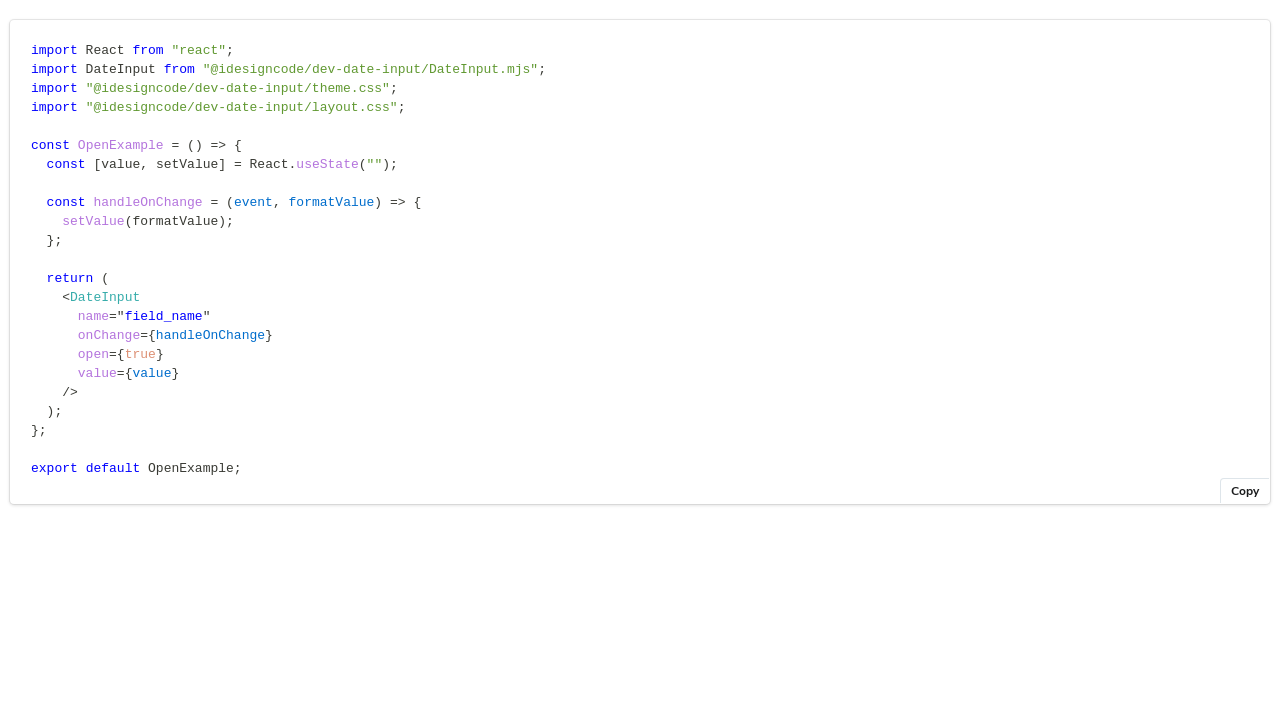 import React from "react";
import DateInput from "@idesigncode/dev-date-input/DateInput.mjs";
import "@idesigncode/dev-date-input/theme.css";
import "@idesigncode/dev-date-input/layout.css";

const OpenExample = () => {
  const [value, setValue] = React.useState("");

  const handleOnChange = (event, formatValue) => {
    setValue(formatValue);
  };

  return (
    <DateInput
      name="field_name"
      onChange={handleOnChange}
      open={true}
      value={value}
    />
  );
};

export default OpenExample;
Copy